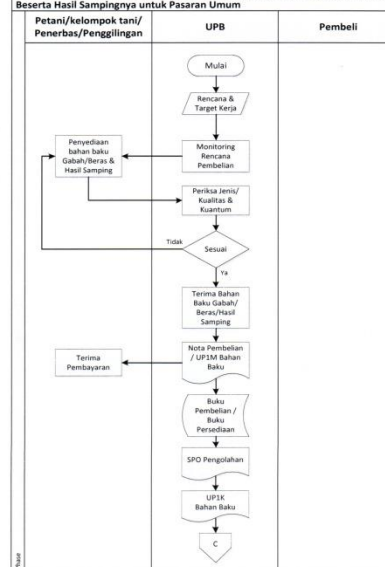 Beserta Hasil Sampingnya untuk Pasaran Umum
Petani/kelompok tani/
Penerbas/Penggilingan
UPB
Pembeli
Mulai
Rencana &
Target Kerja
Monitoring
Rencana
Pembelian
Penyediaan
bahan baku
Gabah/Beras &
Hasil Samping
Periksa Jenis/
Kualitas &
Kuantum
Tidak
Sesuai
Ya
Terima Bahan
Baku Gabah/
Beras/Hasil
Samping
Nota Pembelian
/ UP1M Bahan
Baku
Terima
Pembayaran
Buku
Pembelian /
Buku
Persediaan
SPO Pengolahan
UP1K
Bahan Baku
C
Phase